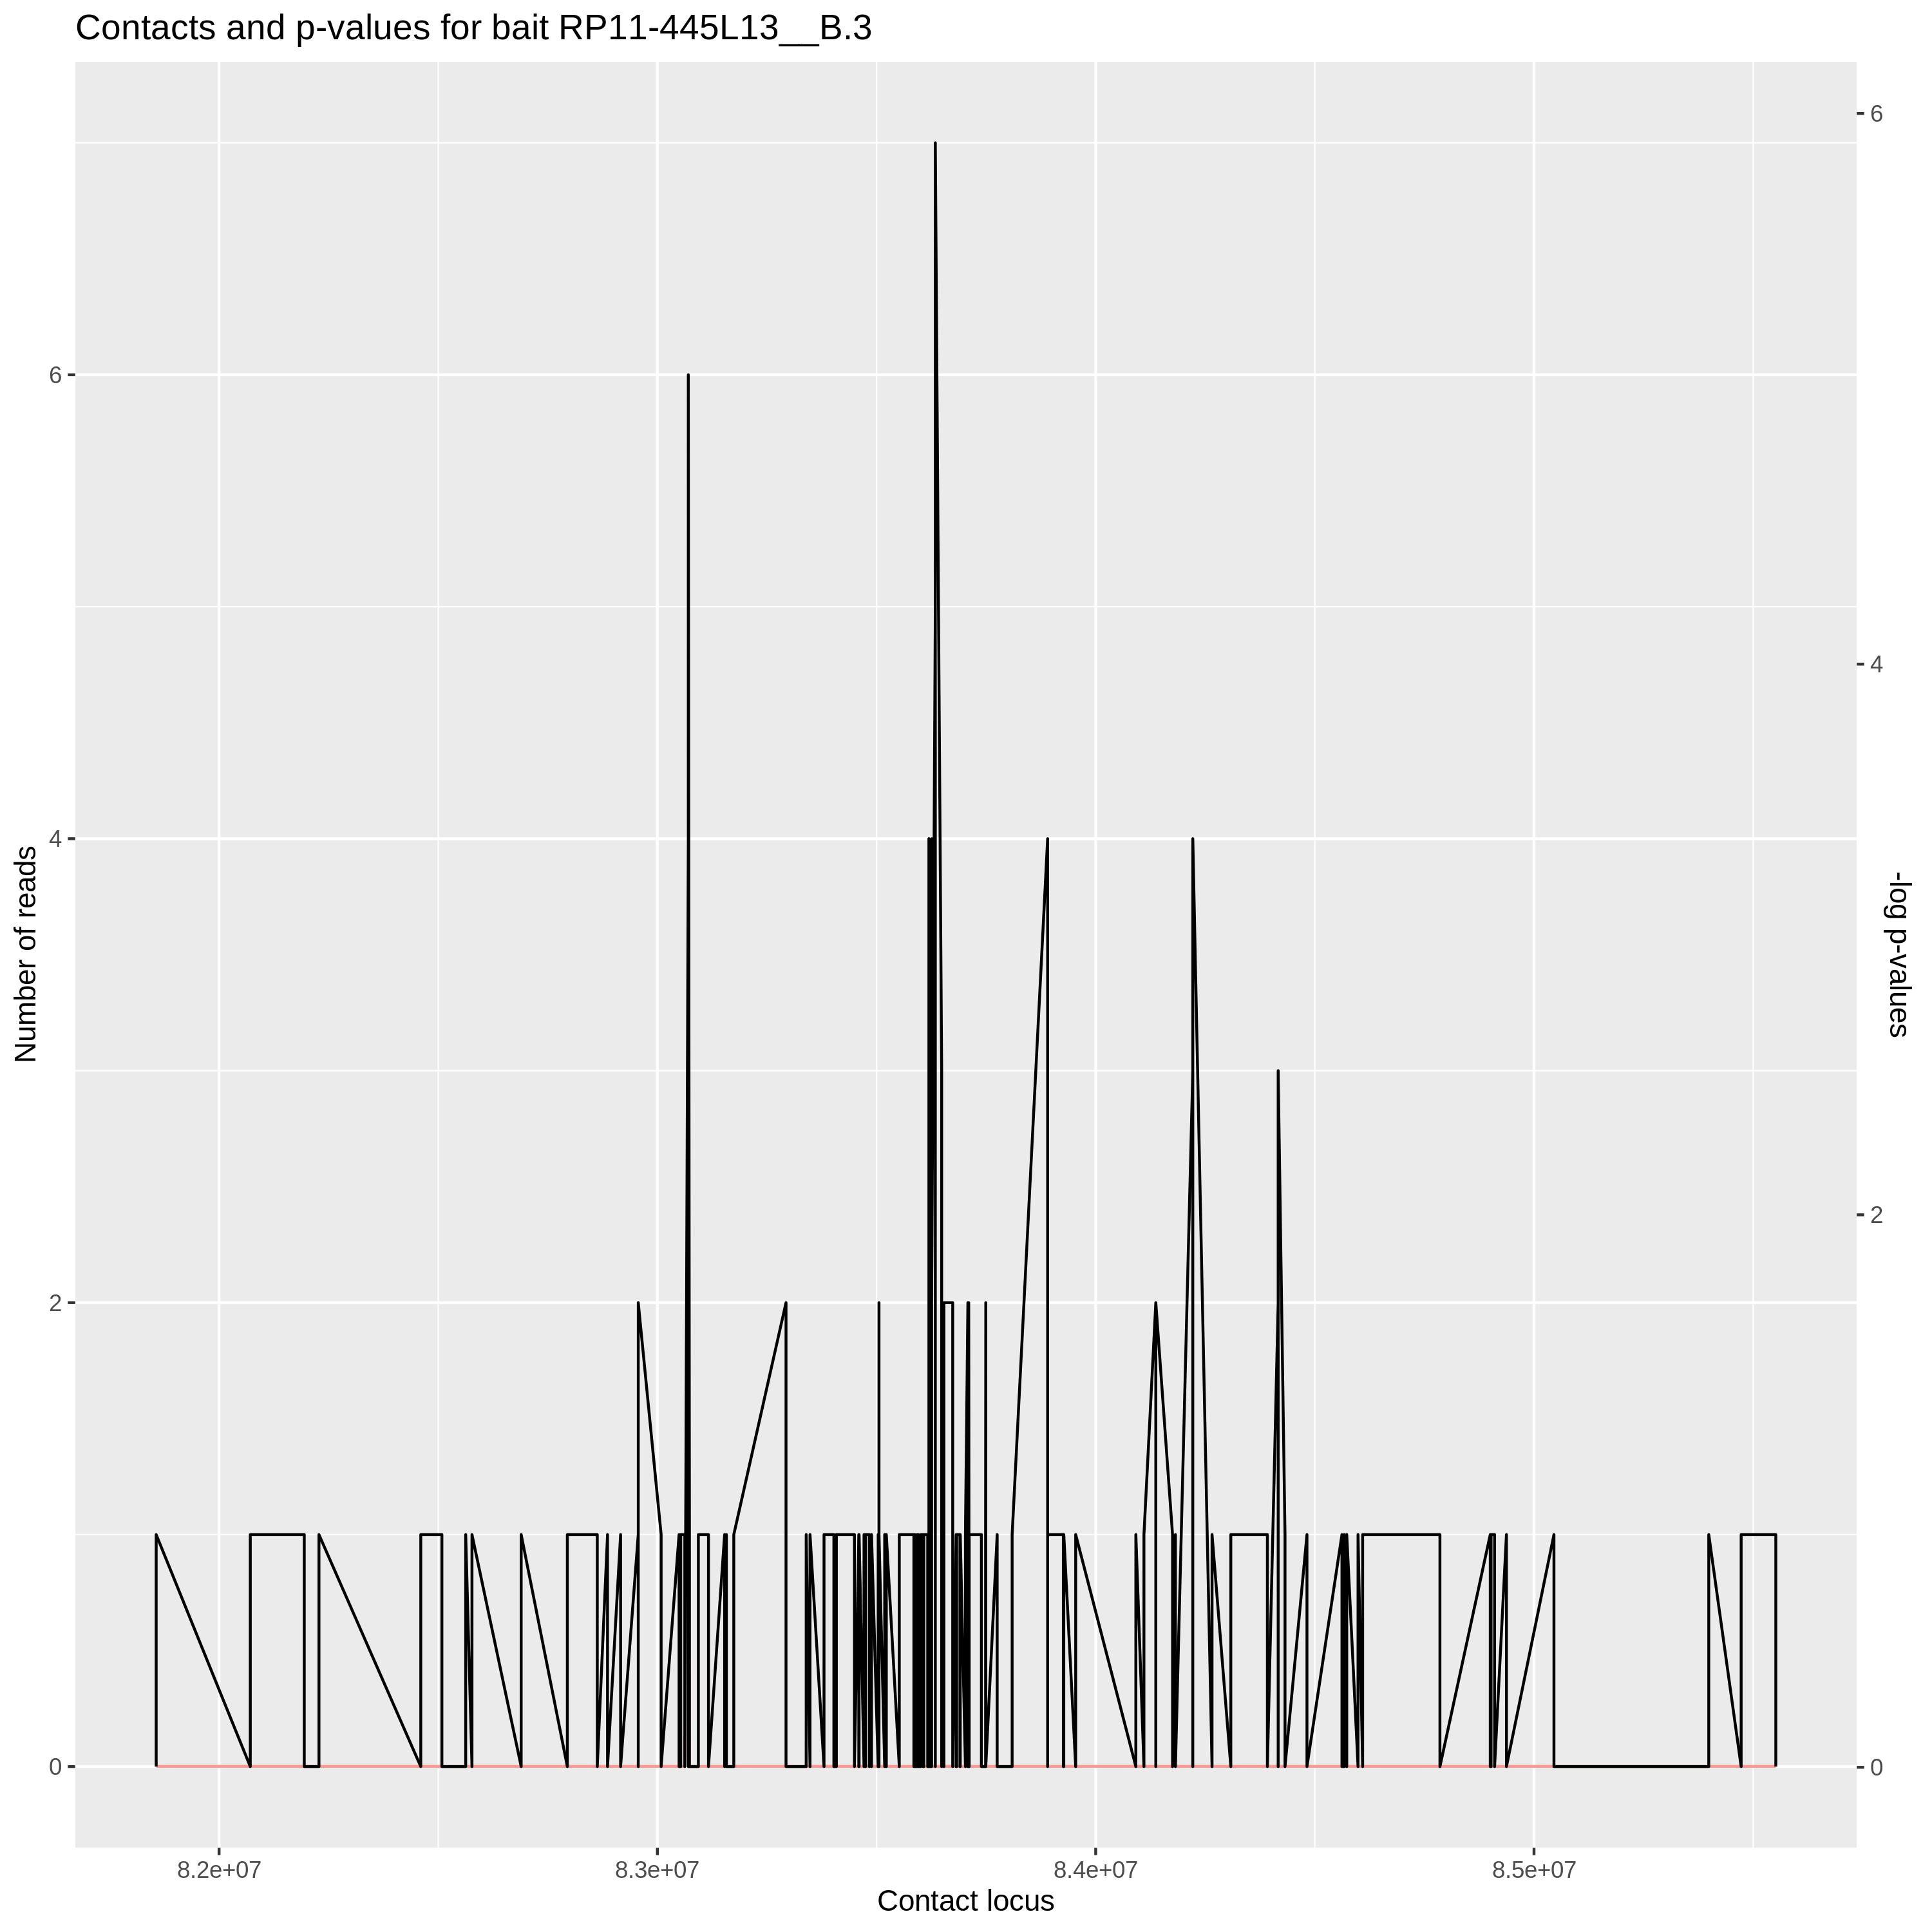 Contacts and p-values for bait RP11-445L13__B.3
6
6
4
4
2
2
0
0
Number of reads
-log p-values
8.2e+07 8.3e+07 8.4e+07 8.5e+07
Contact locus